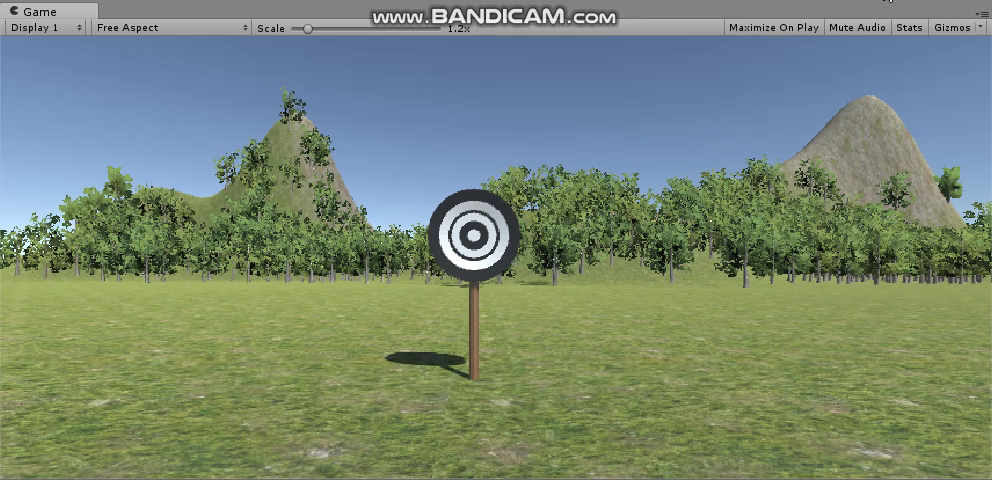 Game
www.BANDICAM.com
Display 1
Free Aspect
Scale
1.2x
Maximize On Play
Mute Audio
Stats
Gizmos